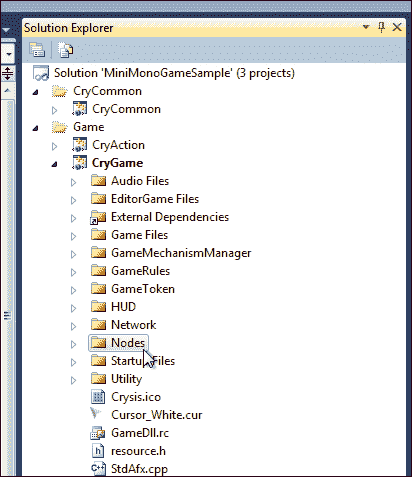 Solution Explorer
Solution 'MiniMonoGameSample' (3 projects)
CryCommon
CryCommon
Game
CryAction
CryGame
Audio Files
EditorGame Files
External Dependencies
Game Files
GameMechanismManager
GameRules
GameToken
HUD
Network
Nodes
Startup Files
Utility
Crysis.ico
Cursor_White.cur
GameDll.rc
resource.h
StdAfx.cpp